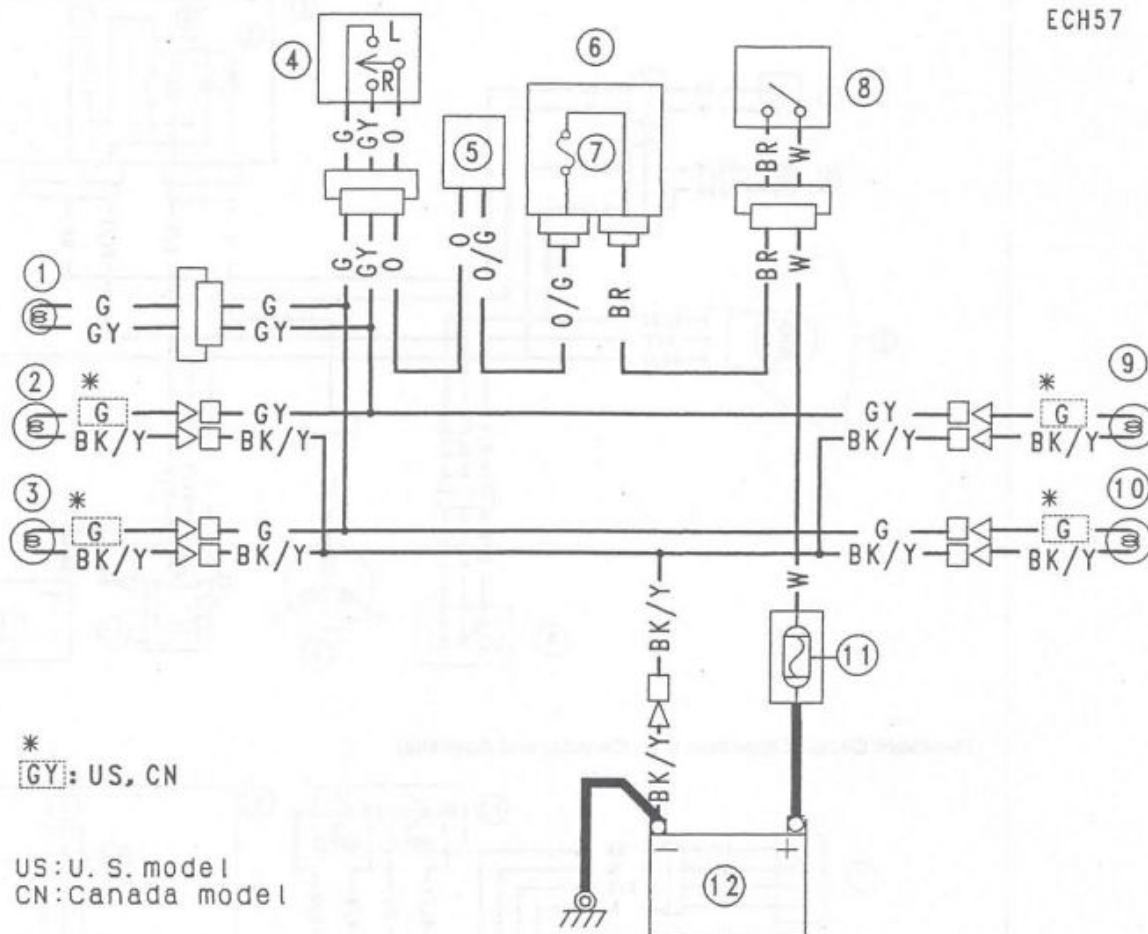 ECH57
4
L
R
6
8
G
GY
O
5
7
BR
W
G
GY
O
O
O/G
O/G
BR
BR
W
1
G
G
GY
GY
2
*
G
GY
BK/Y
BK/Y
GY
*
G
9
BK/Y
BK/Y
3
*
G
G
BK/Y
BK/Y
G
*
G
10
BK/Y
BK/Y
BK/Y
W
11
BK/Y
*
GY: US, CN
− +
12
US:U.S.model
CN:Canada model